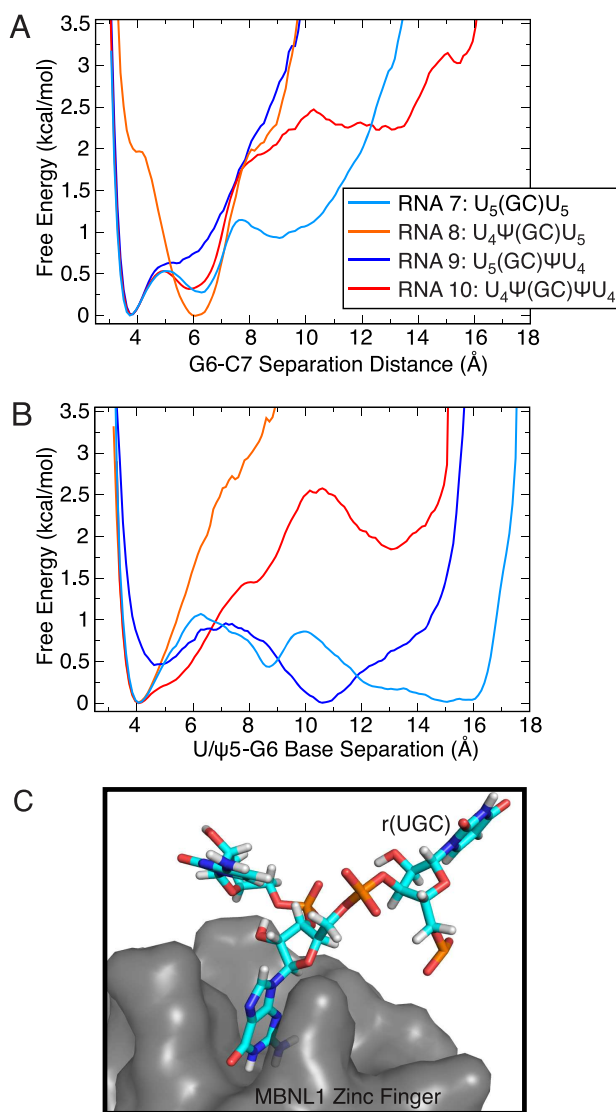 A
3.5
3
2.5
2
1.5
1
0.5
0
Free Energy (kcal/mol)
RNA 7: U₅(GC)U₅
RNA 8: U₄Ψ(GC)U₅
RNA 9: U₅(GC)ΨU₄
RNA 10: U₄Ψ(GC)ΨU₄
4 6 8 10 12 14 16 18
G6-C7 Separation Distance (Å)
B
3.5
3
2.5
2
1.5
1
0.5
0
Free Energy (kcal/mol)
4 6 8 10 12 14 16 18
U/ψ5-G6 Base Separation (Å)
C
r(UGC)
MBNL1 Zinc Finger